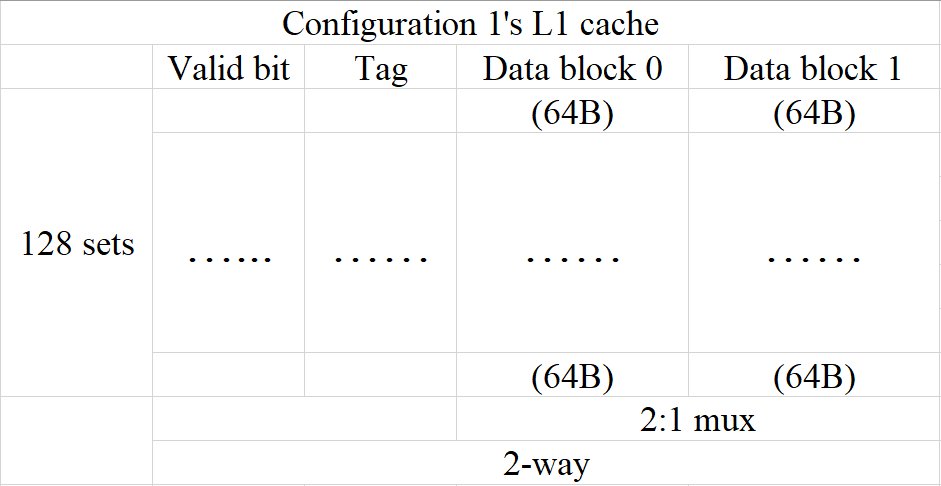 Configuration 1's L1 cache
Valid bit Tag Data block 0 Data block 1
(64B) (64B)
128 sets ...... ...... ...... ......
(64B) (64B)
2:1 mux
2-way